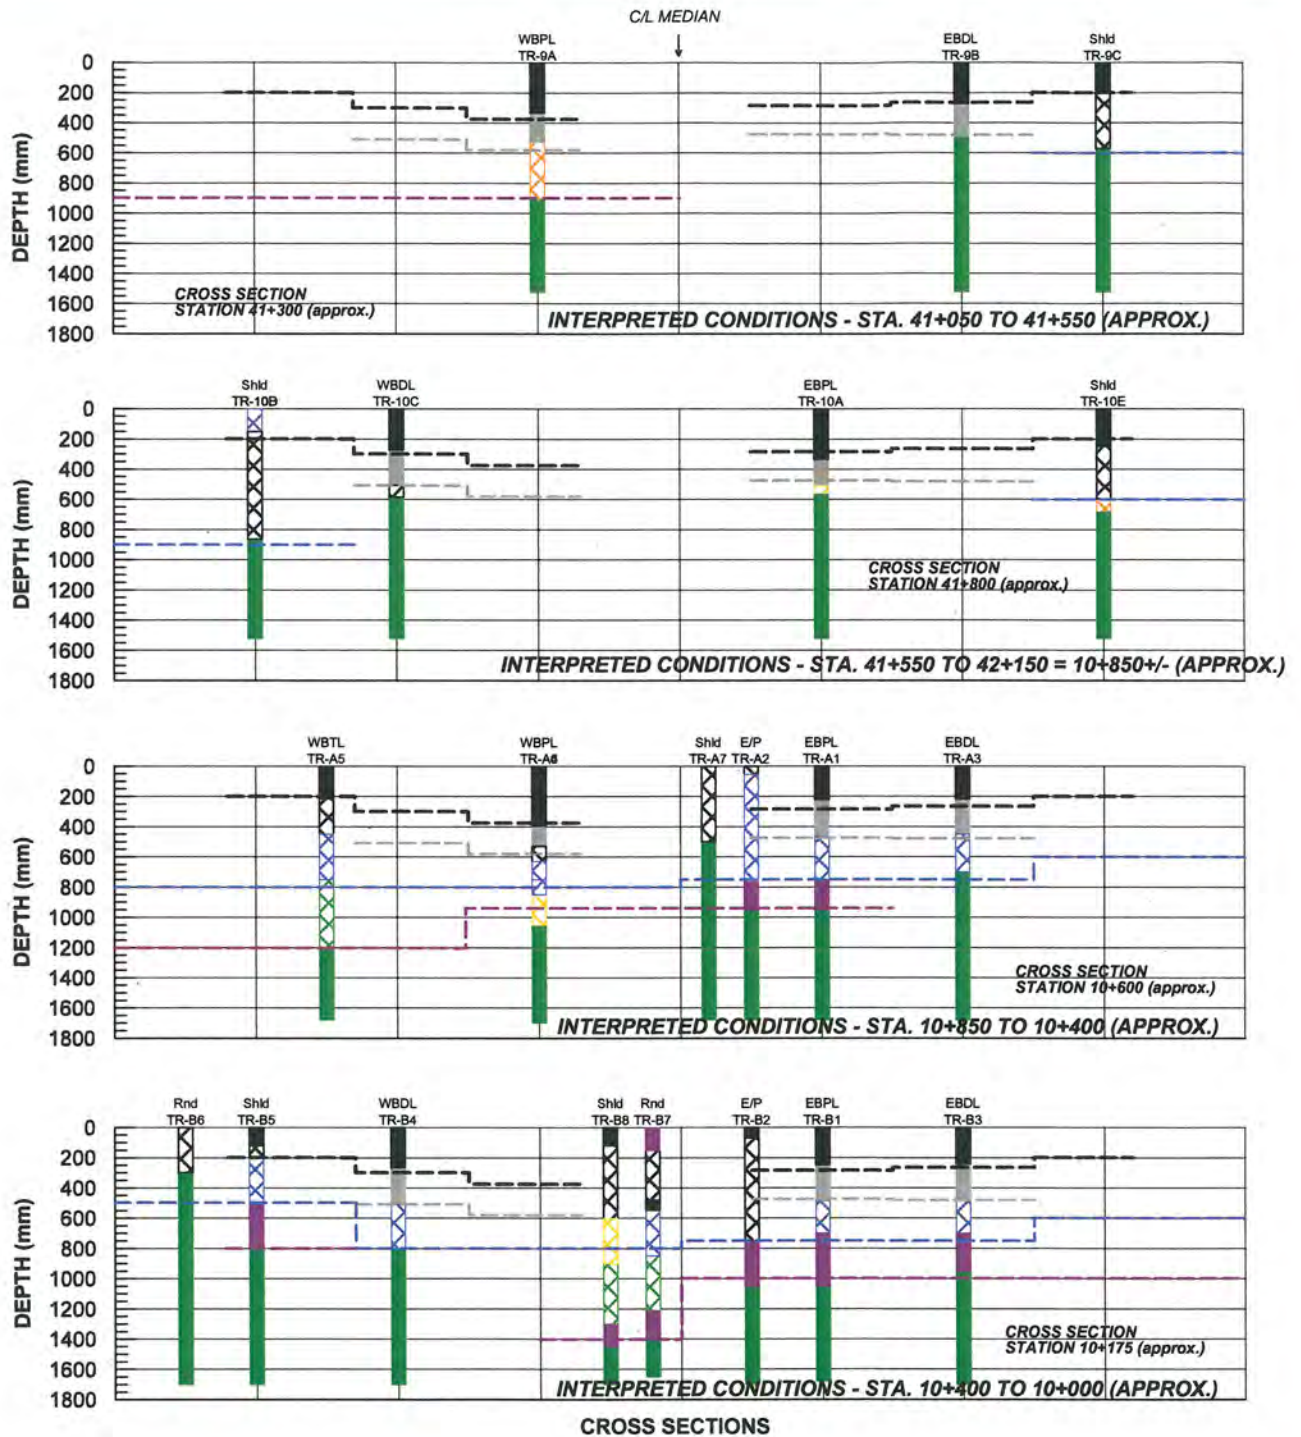 C/L MEDIAN
WBPL EBDL Shld
TR-9A TR-9B TR-9C
0
200
400
600
800
1000
1200
1400
1600
1800
DEPTH (mm)
CROSS SECTION
STATION 41+300 (approx.)
INTERPRETED CONDITIONS - STA. 41+050 TO 41+550 (APPROX.)
Shld WBDL EBPL Shld
TR-10B TR-10C TR-10A TR-10E
0
200
400
600
800
1000
1200
1400
1600
1800
DEPTH (mm)
CROSS SECTION
STATION 41+800 (approx.)
INTERPRETED CONDITIONS - STA. 41+550 TO 42+150 = 10+850+/- (APPROX.)
WBTL WBPL Shld E/P EBPL EBDL
TR-A5 TR-A6 TR-A7 TR-A2 TR-A1 TR-A3
0
200
400
600
800
1000
1200
1400
1600
1800
DEPTH (mm)
CROSS SECTION
STATION 10+600 (approx.)
INTERPRETED CONDITIONS - STA. 10+850 TO 10+400 (APPROX.)
Rnd Shld WBDL Shld Rnd E/P EBPL EBDL
TR-B6 TR-B5 TR-B4 TR-B8 TR-B7 TR-B2 TR-B1 TR-B3
0
200
400
600
800
1000
1200
1400
1600
1800
DEPTH (mm)
CROSS SECTION
STATION 10+175 (approx.)
INTERPRETED CONDITIONS - STA. 10+400 TO 10+000 (APPROX.)
CROSS SECTIONS